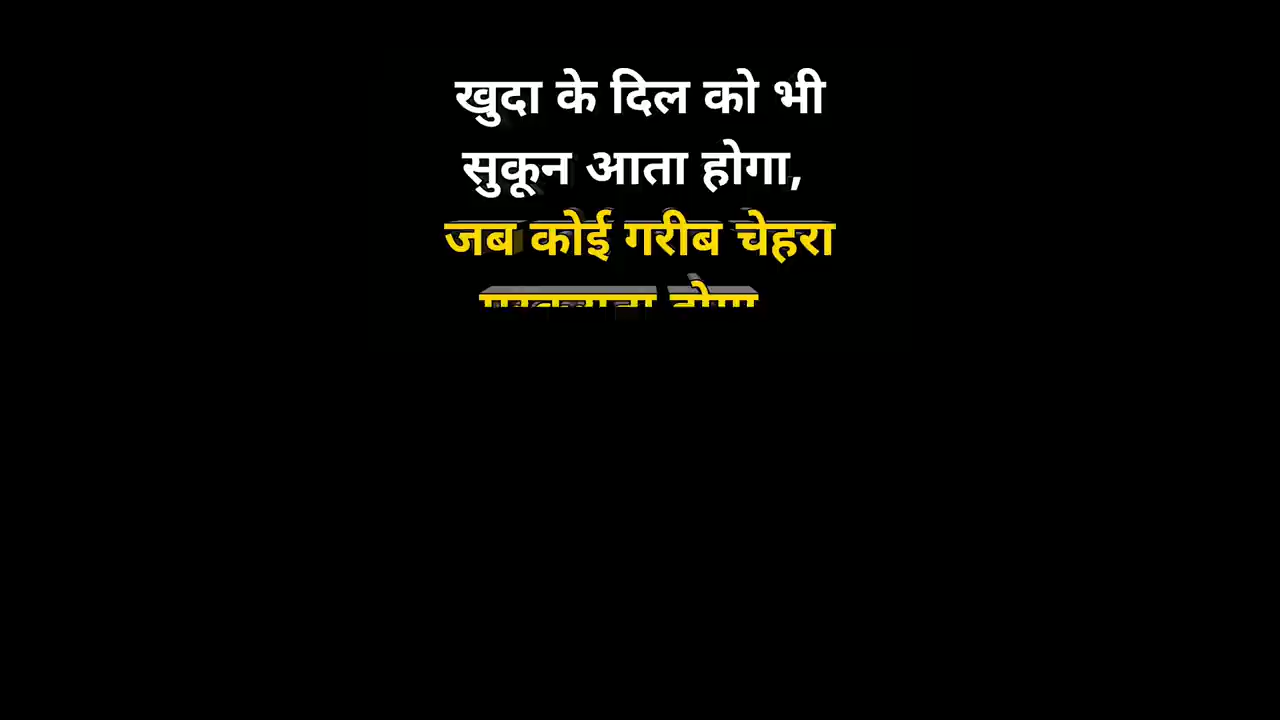 खुदा के दिल को भी
सुकून आता होगा,
जब कोई गरीब चेहरा